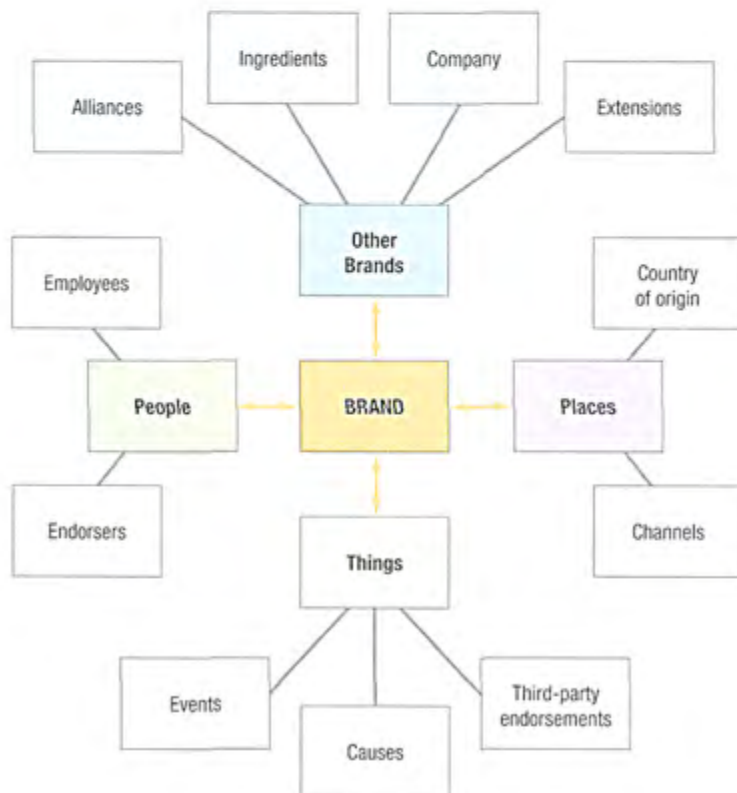 Ingredients
Company
Alliances
Extensions
Other
Brands
Employees
Country
of origin
People
BRAND
Places
Endorsers
Things
Channels
Events
Causes
Third-party
endorsements